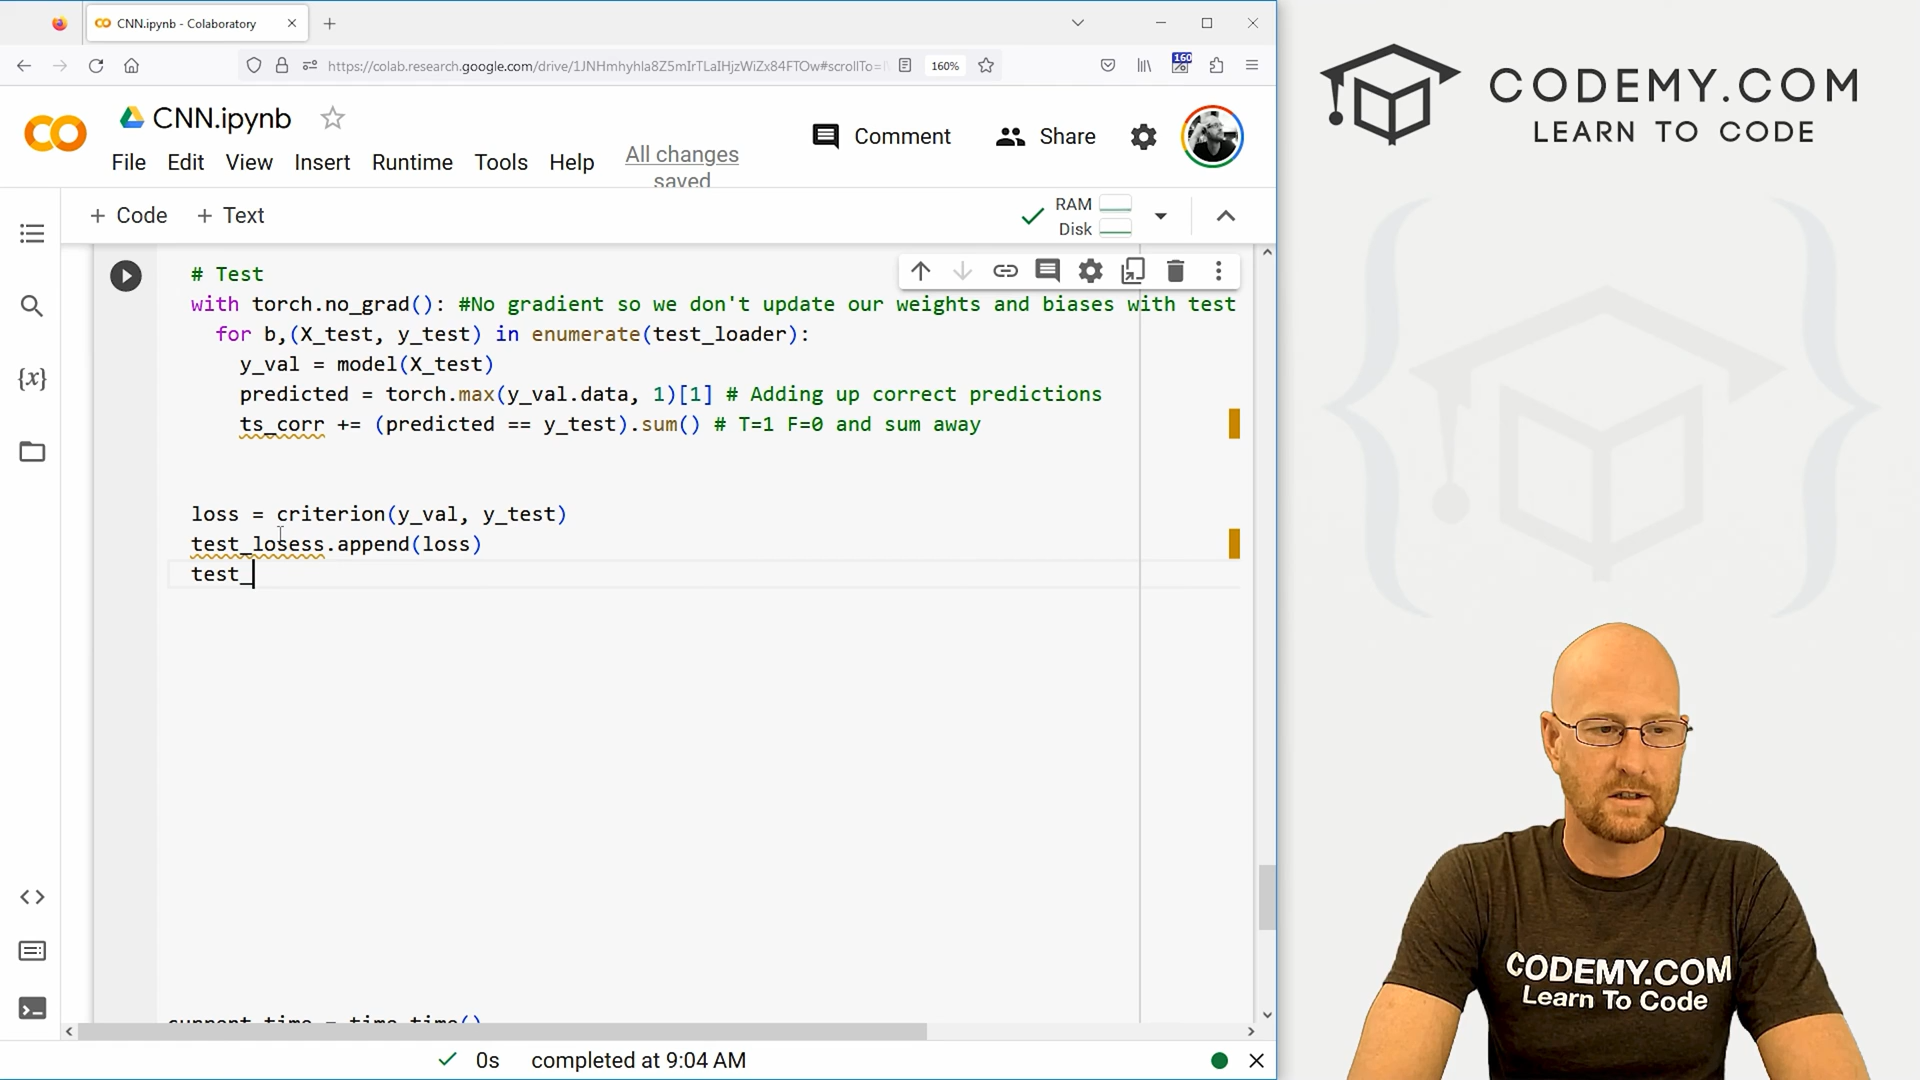 CNN.ipynb - Colaboratory
https://colab.research.google.com/drive/1JNHmhyhla8Z5mIrTLaIHjzWiZx84FTOw#scrollTo=
160%
160
CNN.ipynb
Comment
Share
File Edit View Insert Runtime Tools Help
All changes saved
+ Code + Text
RAM
Disk
# Test
with torch.no_grad(): #No gradient so we don't update our weights and biases with test
for b,(X_test, y_test) in enumerate(test_loader):
y_val = model(X_test)
predicted = torch.max(y_val.data, 1)[1] # Adding up correct predictions
ts_corr += (predicted == y_test).sum() # T=1 F=0 and sum away
loss = criterion(y_val, y_test)
test_losess.append(loss)
test_
current_time = time.time()
0s completed at 9:04 AM
CODEMY.COM
LEARN TO CODE
CODEMY.COM
Learn To Code